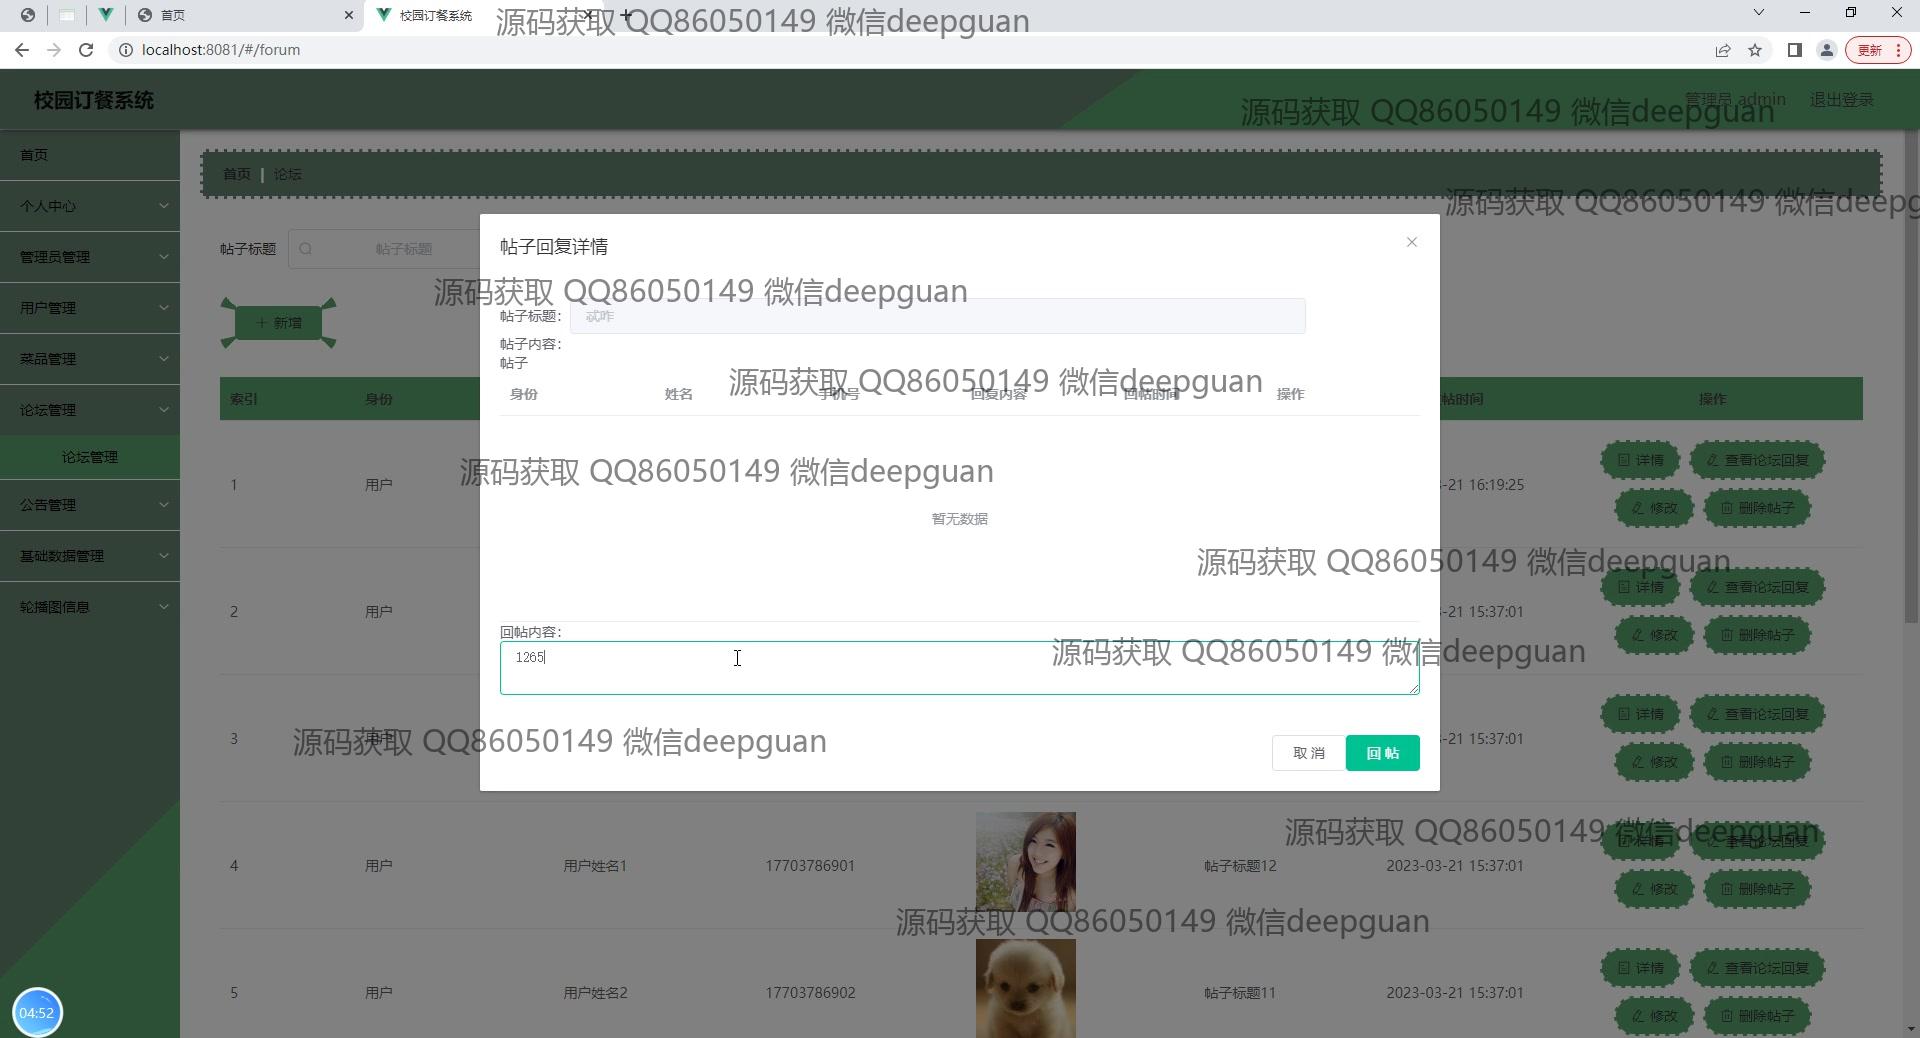 首页
校园订餐系统
源码获取 QQ86050149 微信deepguan
localhost:8081/#/forum
更新
校园订餐系统
管理员 admin
退出登录
源码获取 QQ86050149 微信deepguan
首页
个人中心
管理员管理
用户管理
菜品管理
论坛管理
论坛管理
公告管理
基础数据管理
轮播图信息
首页 | 论坛
源码获取 QQ86050149 微信deepg
帖子标题
帖子标题
新增
索引
身份
帖时间
操作
帖子回复详情
源码获取 QQ86050149 微信deepguan
帖子标题:
帖子内容:
帖子
源码获取 QQ86050149 微信deepguan
身份
姓名
手机号
回复内容
回帖时间
操作
源码获取 QQ86050149 微信deepguan
暂无数据
源码获取 QQ86050149 微信deepguan
回帖内容:
1265
源码获取 QQ86050149 微信deepguan
源码获取 QQ86050149 微信deepguan
取消
回帖
1
用户
-21 16:19:25
详情
查看论坛回复
修改
删除帖子
2
用户
-21 15:37:01
详情
查看论坛回复
修改
删除帖子
3
用户
-21 15:37:01
详情
查看论坛回复
修改
删除帖子
源码获取 QQ86050149 微信deepguan
4
用户
用户姓名1
17703786901
帖子标题12
2023-03-21 15:37:01
详情
查看论坛回复
修改
删除帖子
源码获取 QQ86050149 微信deepguan
5
用户
用户姓名2
17703786902
帖子标题11
2023-03-21 15:37:01
详情
查看论坛回复
修改
删除帖子
04:52